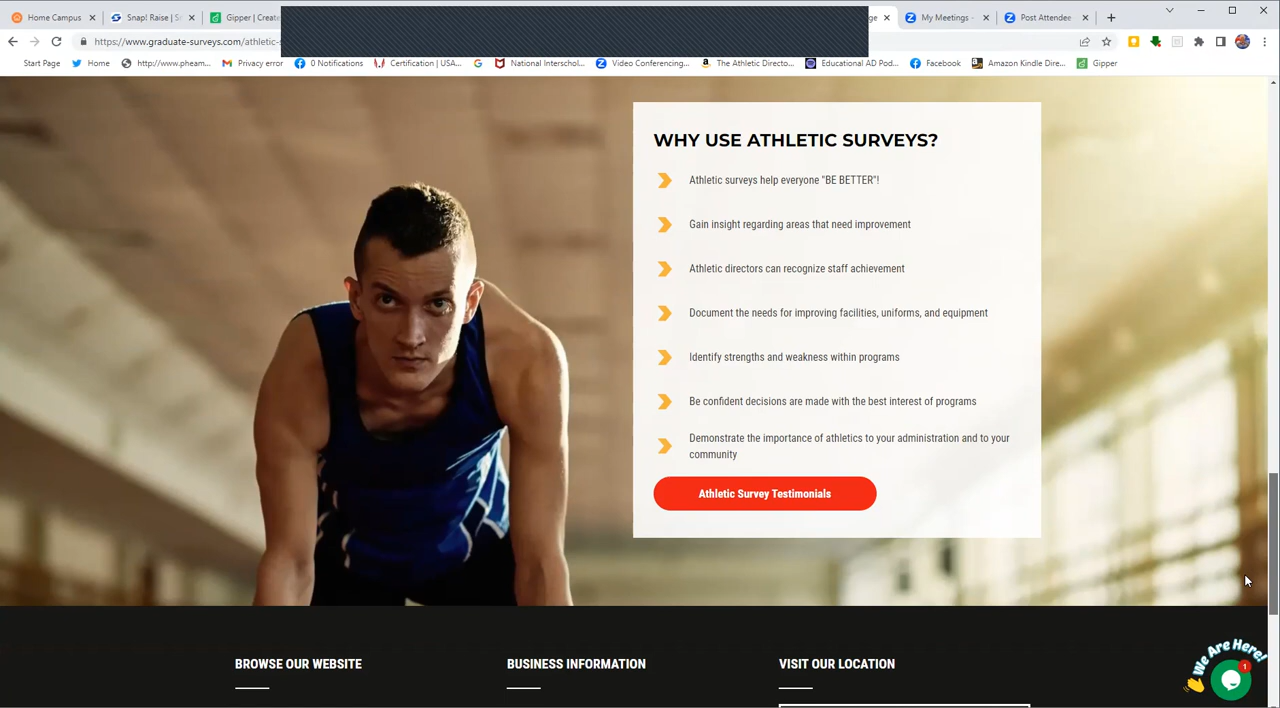 Home Campus
Snap! Raise | S
Gipper | Create
ge
My Meetings -
Post Attendee
https://www.graduate-surveys.com/athletic-
Start Page
Home
http://www.pheam...
Privacy error
0 Notifications
Certification | USA...
National Interschol...
Video Conferencing...
The Athletic Directo...
Educational AD Pod...
Facebook
Amazon Kindle Dire...
Gipper
WHY USE ATHLETIC SURVEYS?
Athletic surveys help everyone "BE BETTER"!
Gain insight regarding areas that need improvement
Athletic directors can recognize staff achievement
Document the needs for improving facilities, uniforms, and equipment
Identify strengths and weakness within programs
Be confident decisions are made with the best interest of programs
Demonstrate the importance of athletics to your administration and to your
community
Athletic Survey Testimonials
BROWSE OUR WEBSITE
BUSINESS INFORMATION
VISIT OUR LOCATION
We Are Here!
1